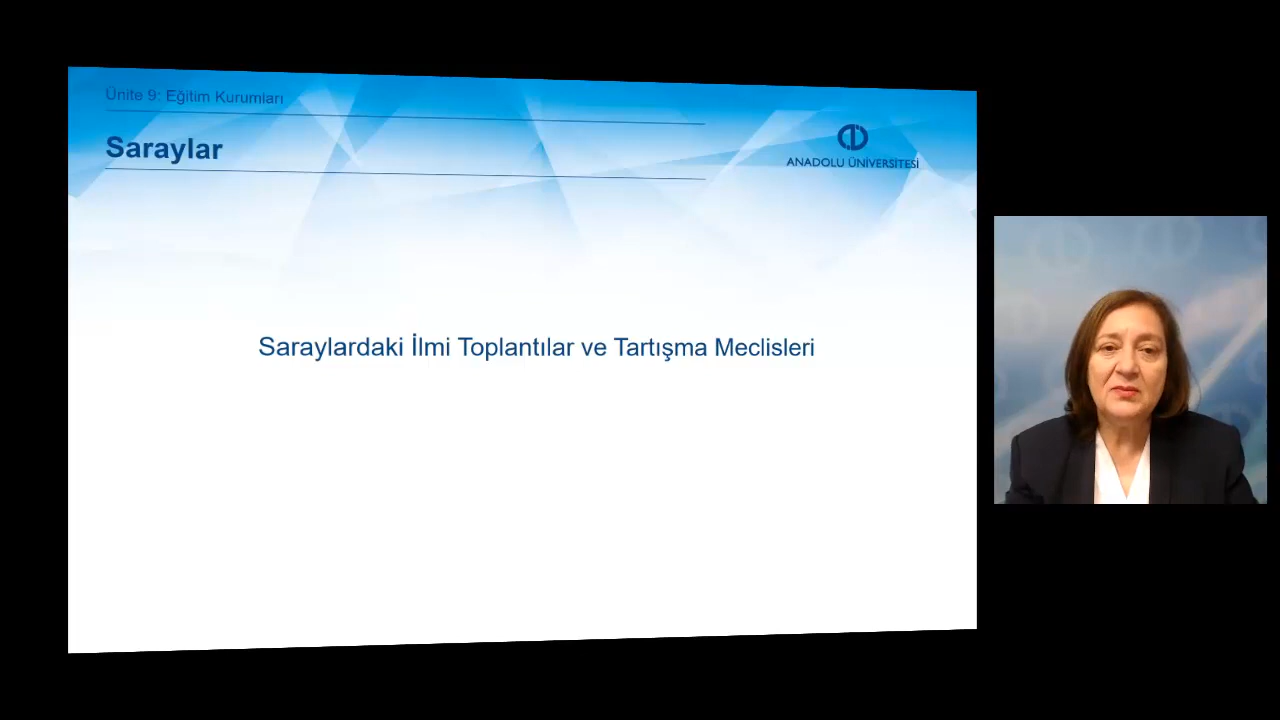 Ünite 9: Eğitim Kurumları
Saraylar
ANADOLU ÜNİVERSİTESİ
Saraylardaki İlmi Toplantılar ve Tartışma Meclisleri